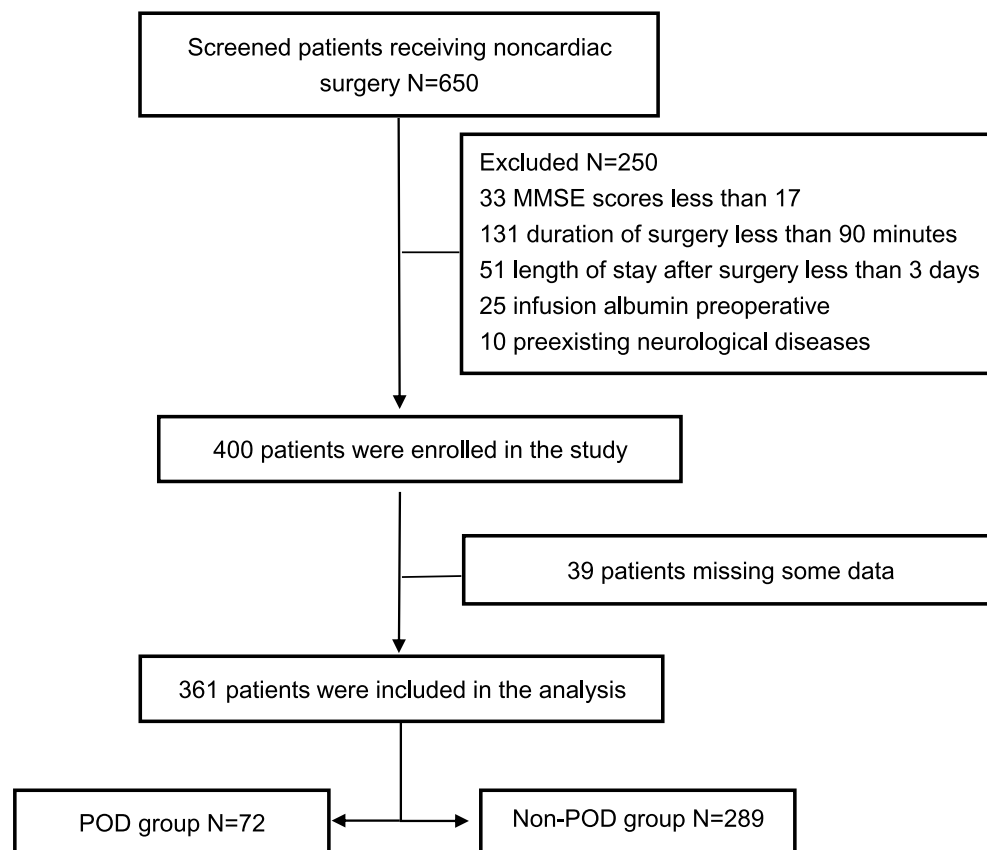 Screened patients receiving noncardiac
surgery N=650
Excluded N=250
33 MMSE scores less than 17
131 duration of surgery less than 90 minutes
51 length of stay after surgery less than 3 days
25 infusion albumin preoperative
10 preexisting neurological diseases
400 patients were enrolled in the study
39 patients missing some data
361 patients were included in the analysis
POD group N=72
Non-POD group N=289